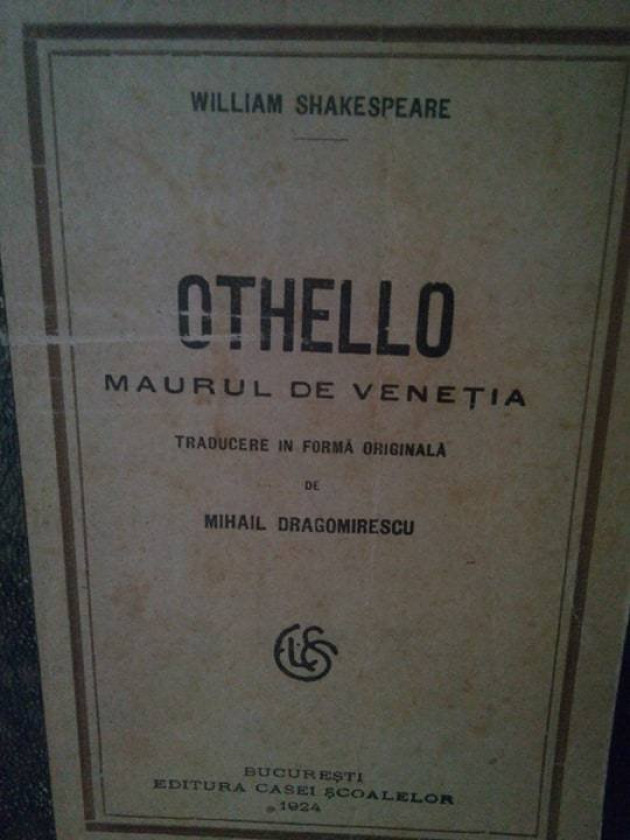 WILLIAM SHAKESPEARE
OTHELLO
MAURUL DE VENEȚIA
TRADUCERE IN FORMĂ ORIGINALĂ
DE
MIHAIL DRAGOMIRESCU
BUCUREȘTI
EDITURA CASEI ȘCOALELOR
1924